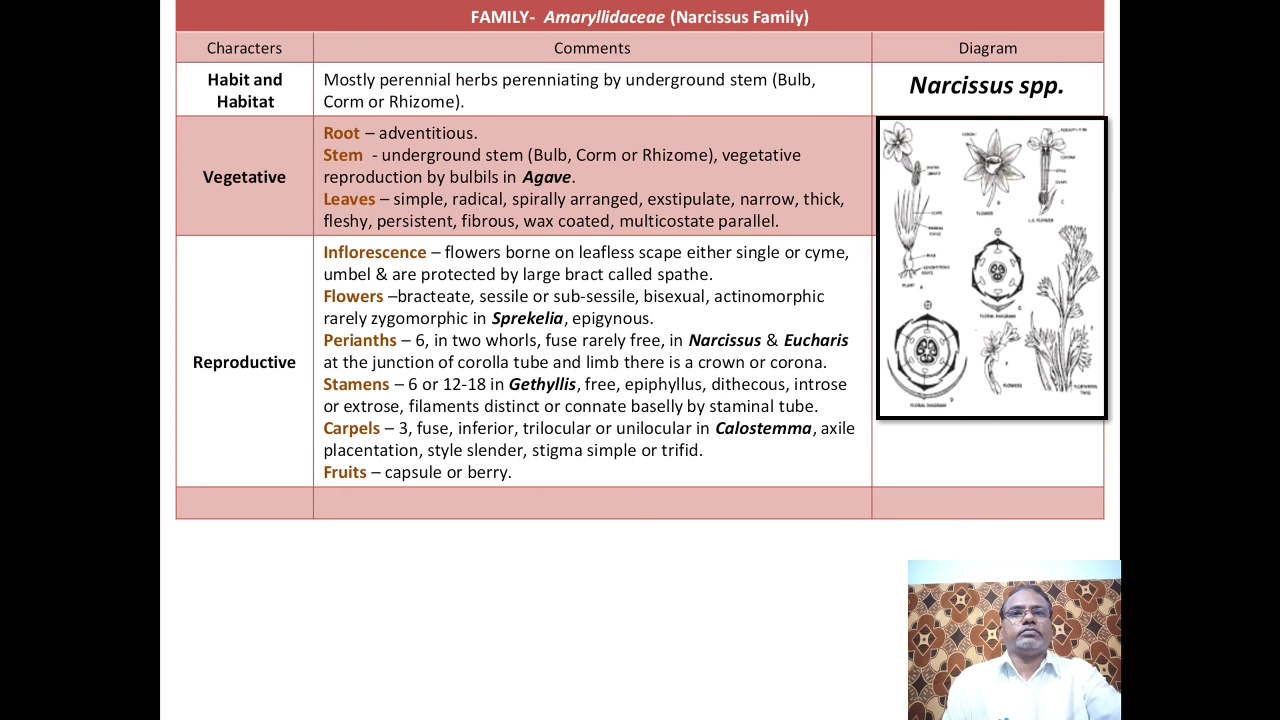 FAMILY- Amaryllidaceae (Narcissus Family)
Characters
Comments
Diagram
Habit and
Habitat
Mostly perennial herbs perenniating by underground stem (Bulb,
Corm or Rhizome).
Narcissus spp.
Vegetative
Root – adventitious.
Stem - underground stem (Bulb, Corm or Rhizome), vegetative
reproduction by bulbils in Agave.
Leaves – simple, radical, spirally arranged, exstipulate, narrow, thick,
fleshy, persistent, fibrous, wax coated, multicostate parallel.
Reproductive
Inflorescence – flowers borne on leafless scape either single or cyme,
umbel & are protected by large bract called spathe.
Flowers –bracteate, sessile or sub-sessile, bisexual, actinomorphic
rarely zygomorphic in Sprekelia, epigynous.
Perianths – 6, in two whorls, fuse rarely free, in Narcissus & Eucharis
at the junction of corolla tube and limb there is a crown or corona.
Stamens – 6 or 12-18 in Gethyllis, free, epiphyllus, dithecous, introse
or extrose, filaments distinct or connate baselly by staminal tube.
Carpels – 3, fuse, inferior, trilocular or unilocular in Calostemma, axile
placentation, style slender, stigma simple or trifid.
Fruits – capsule or berry.
FLOWER
L.S. FLOWER
PLANT
FLORAL DIAGRAM
FLOWERS
FLORAL DIAGRAM